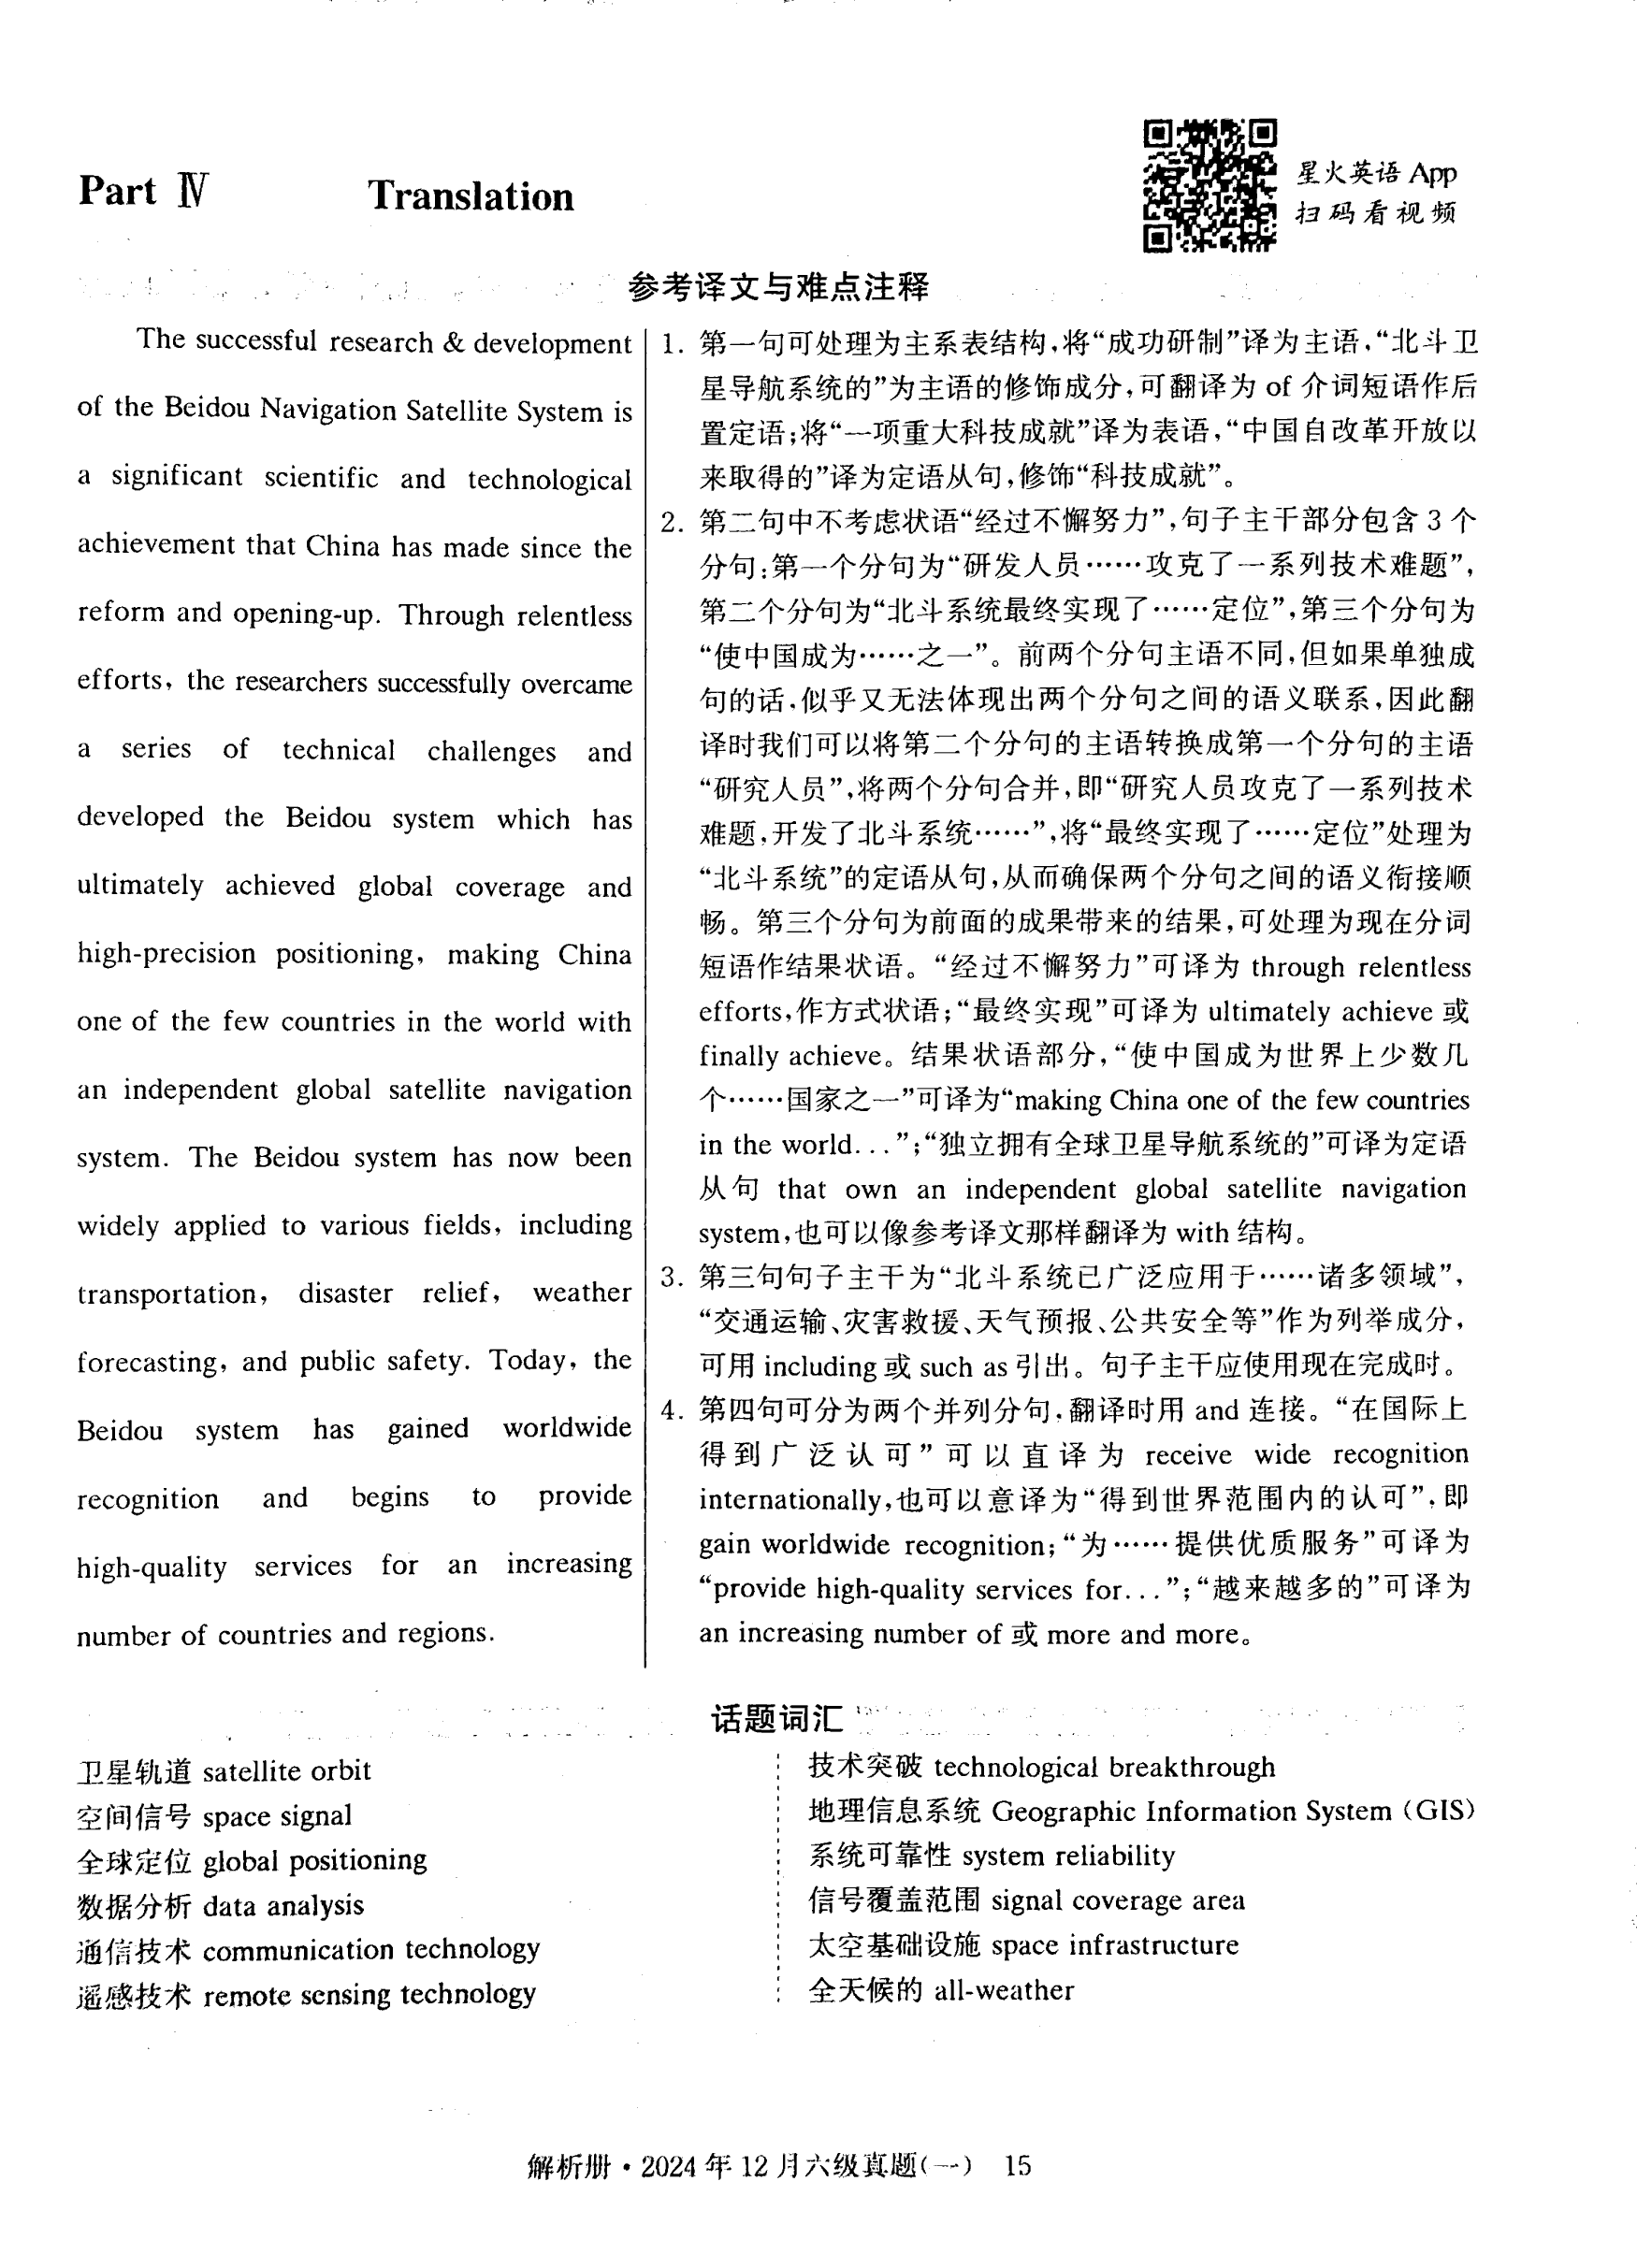 Part Ⅳ Translation
星火英语 App
扫码看视频
参考译文与难点注释
The successful research & development
of the Beidou Navigation Satellite System is
a significant scientific and technological
achievement that China has made since the
reform and opening-up. Through relentless
efforts, the researchers successfully overcame
a series of technical challenges and
developed the Beidou system which has
ultimately achieved global coverage and
high-precision positioning, making China
one of the few countries in the world with
an independent global satellite navigation
system. The Beidou system has now been
widely applied to various fields, including
transportation, disaster relief, weather
forecasting, and public safety. Today, the
Beidou system has gained worldwide
recognition and begins to provide
high-quality services for an increasing
number of countries and regions.
1. 第一句可处理为主系表结构,将“成功研制”译为主语,“北斗卫
星导航系统的”为主语的修饰成分,可翻译为 of 介词短语作后
置定语;将“一项重大科技成就”译为表语,“中国自改革开放以
来取得的”译为定语从句,修饰“科技成就”。
2. 第二句中不考虑状语“经过不懈努力”,句子主干部分包含 3 个
分句:第一个分句为“研发人员……攻克了一系列技术难题”,
第二个分句为“北斗系统最终实现了……定位”,第三个分句为
“使中国成为……之一”。前两个分句主语不同,但如果单独成
句的话,似乎又无法体现出两个分句之间的语义联系,因此翻
译时我们可以将第二个分句的主语转换成第一个分句的主语
“研究人员”,将两个分句合并,即“研究人员攻克了一系列技术
难题,开发了北斗系统……”,将“最终实现了……定位”处理为
“北斗系统”的定语从句,从而确保两个分句之间的语义衔接顺
畅。第三个分句为前面的成果带来的结果,可处理为现在分词
短语作结果状语。“经过不懈努力”可译为 through relentless
efforts,作方式状语;“最终实现”可译为 ultimately achieve 或
finally achieve。结果状语部分,“使中国成为世界上少数几
个……国家之一”可译为“making China one of the few countries
in the world...”;“独立拥有全球卫星导航系统的”可译为定语
从句 that own an independent global satellite navigation
system,也可以像参考译文那样翻译为 with 结构。
3. 第三句句子主干为“北斗系统已广泛应用于……诸多领域”,
“交通运输、灾害救援、天气预报、公共安全等”作为列举成分,
可用 including 或 such as 引出。句子主干应使用现在完成时。
4. 第四句可分为两个并列分句,翻译时用 and 连接。“在国际上
得到广泛认可”可以直译为 receive wide recognition
internationally,也可以意译为“得到世界范围内的认可”,即
gain worldwide recognition;“为……提供优质服务”可译为
“provide high-quality services for...”;“越来越多的”可译为
an increasing number of 或 more and more。
话题词汇
卫星轨道 satellite orbit
空间信号 space signal
全球定位 global positioning
数据分析 data analysis
通信技术 communication technology
遥感技术 remote sensing technology
技术突破 technological breakthrough
地理信息系统 Geographic Information System (GIS)
系统可靠性 system reliability
信号覆盖范围 signal coverage area
太空基础设施 space infrastructure
全天候的 all-weather
解析册·2024 年 12 月六级真题(一) 15